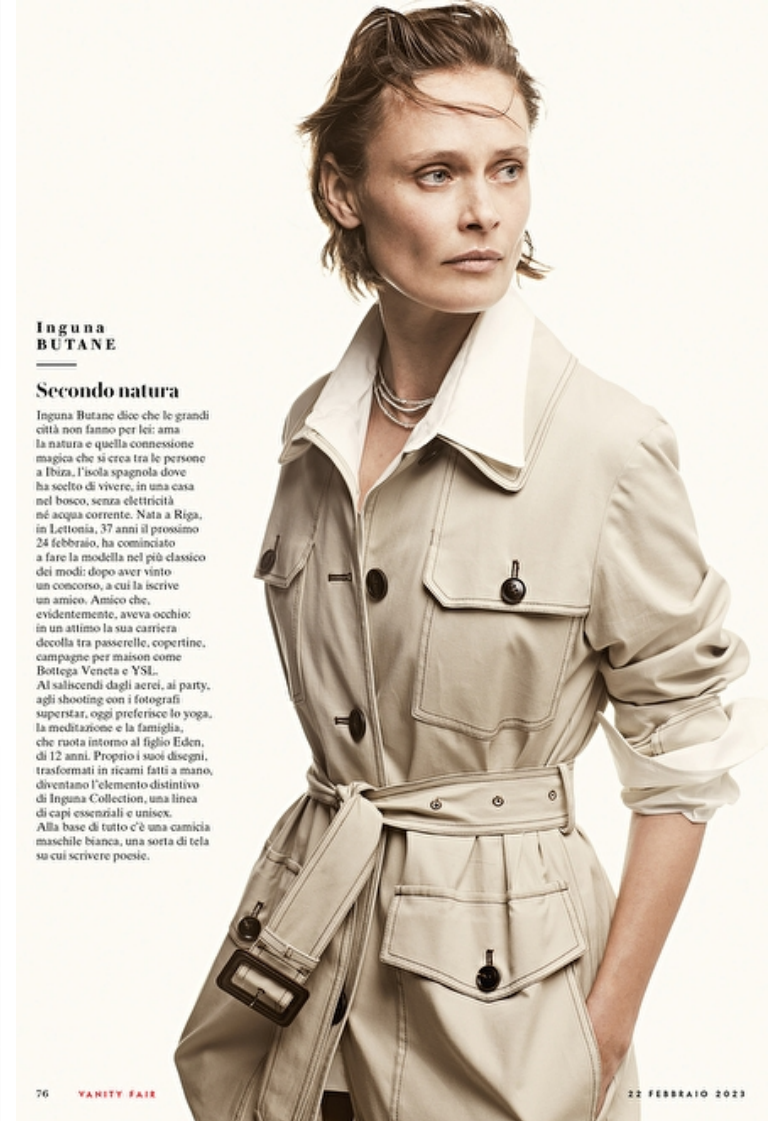 Inguna
BUTANE
Secondo natura
Inguna Butane dice che le grandi
città non fanno per lei: ama
la natura e quella connessione
magica che si crea tra le persone
a Ibiza, l'isola spagnola dove
ha scelto di vivere, in una casa
nel bosco, senza elettricità
né acqua corrente. Nata a Riga,
in Lettonia, 37 anni il prossimo
24 febbraio, ha cominciato
a fare la modella nel più classico
dei modi: dopo aver vinto
un concorso, a cui la iscrive
un amico. Amico che,
evidentemente, aveva occhio:
in un attimo la sua carriera
decolla tra passerelle, copertine,
campagne per maison come
Bottega Veneta e YSL.
Al saliscendi dagli aerei, ai party,
agli shooting con i fotografi
superstar, oggi preferisce lo yoga,
la meditazione e la famiglia,
che ruota intorno al figlio Eden,
di 12 anni. Proprio i suoi disegni,
trasformati in ricami fatti a mano,
diventano l'elemento distintivo
di Inguna Collection, una linea
di capi essenziali e unisex.
Alla base di tutto c'è una camicia
maschile bianca, una sorta di tela
su cui scrivere poesie.
76 VANITY FAIR 22 FEBBRAIO 2023